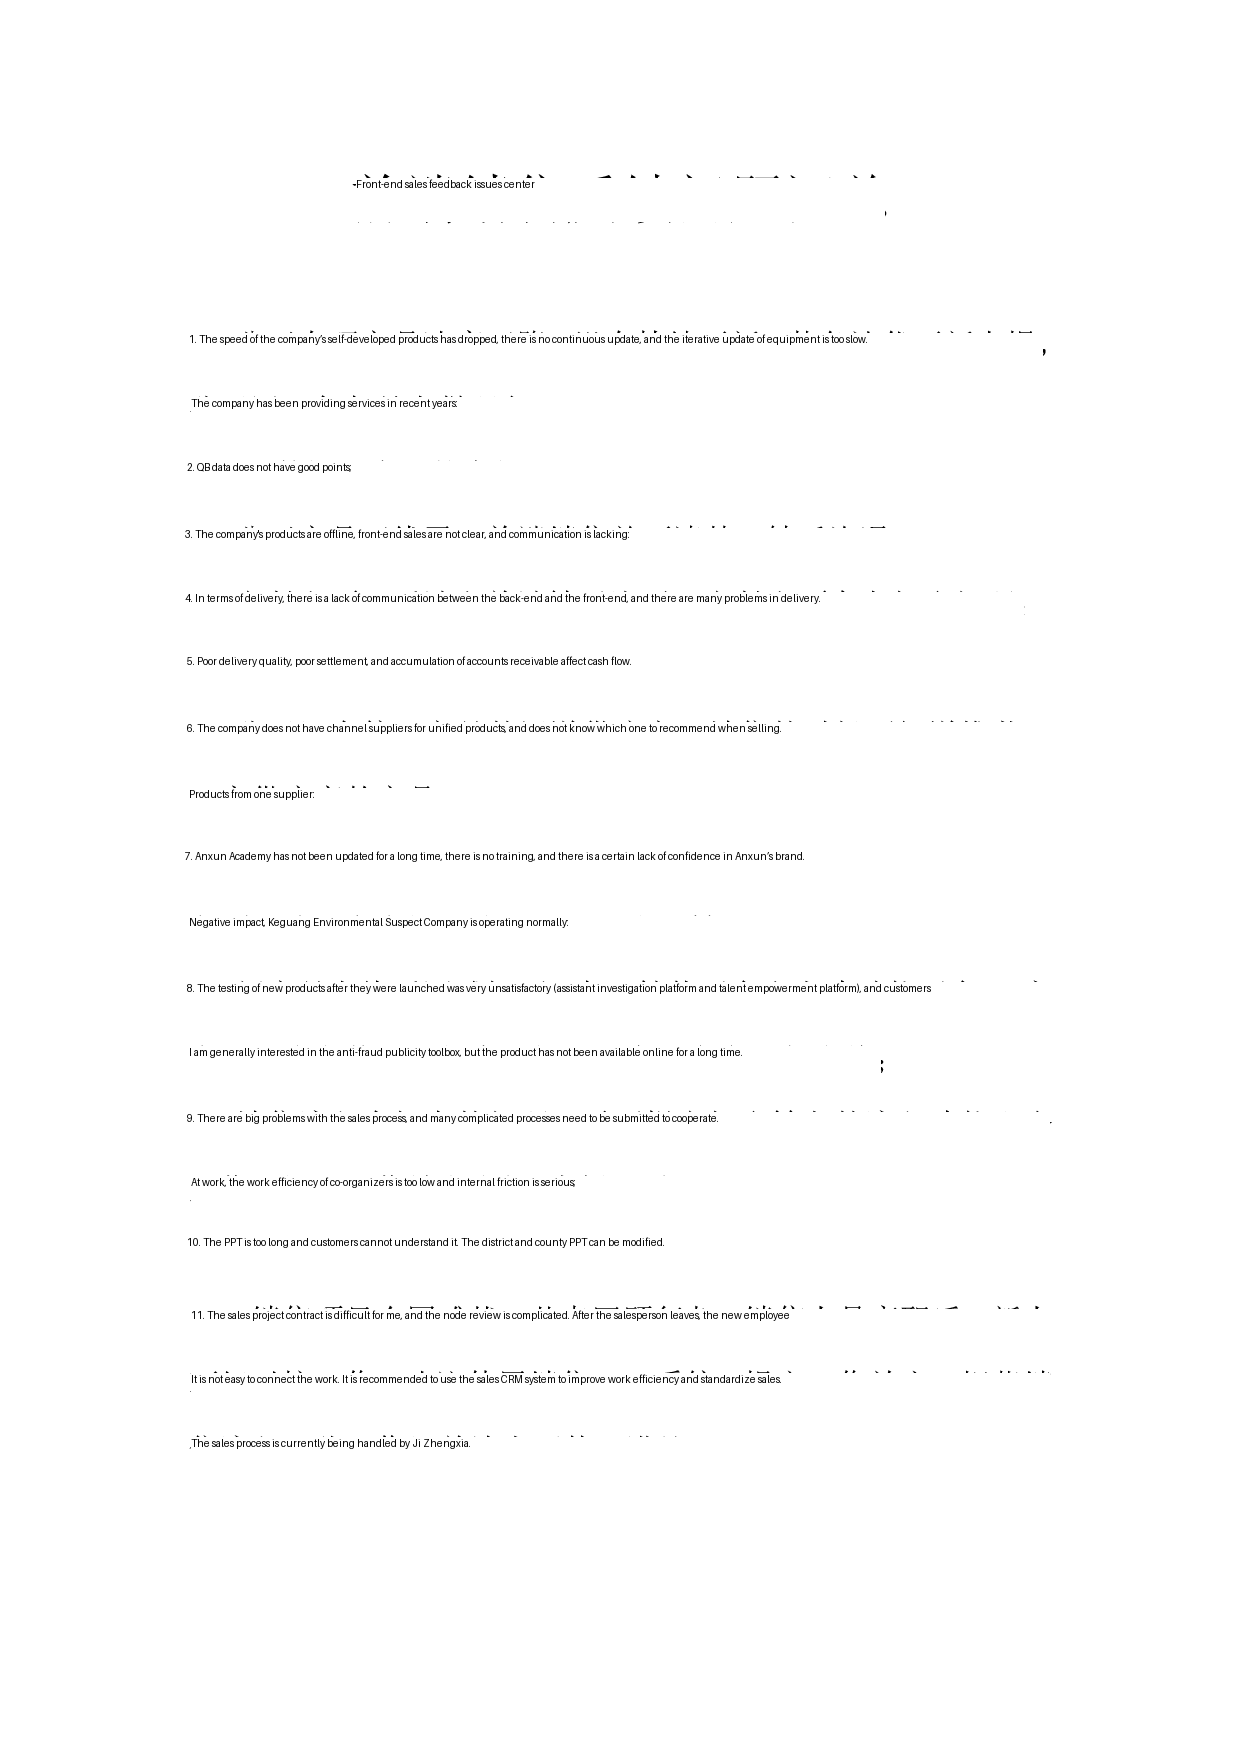 Front-end sales feedback issues center
1. The speed of the company's self-developed products has dropped, there is no continuous update, and the iterative update of equipment is too slow.
The company has been providing services in recent years:
2. QB data does not have good points;
3. The company's products are offline, front-end sales are not clear, and communication is lacking:
4. In terms of delivery, there is a lack of communication between the back-end and the front-end, and there are many problems in delivery.
5. Poor delivery quality, poor settlement, and accumulation of accounts receivable affect cash flow.
6. The company does not have channel suppliers for unified products, and does not know which one to recommend when selling.
Products from one supplier:
7. Anxun Academy has not been updated for a long time, there is no training, and there is a certain lack of confidence in Anxun's brand.
Negative impact, Keguang Environmental Suspect Company is operating normally:
8. The testing of new products after they were launched was very unsatisfactory (assistant investigation platform and talent empowerment platform), and customers
I am generally interested in the anti-fraud publicity toolbox, but the product has not been available online for a long time.
9. There are big problems with the sales process, and many complicated processes need to be submitted to cooperate.
At work, the work efficiency of co-organizers is too low and internal friction is serious;
10. The PPT is too long and customers cannot understand it. The district and county PPT can be modified.
11. The sales project contract is difficult for me, and the node review is complicated. After the salesperson leaves, the new employee
It is not easy to connect the work. It is recommended to use the sales CRM system to improve work efficiency and standardize sales.
The sales process is currently being handled by Ji Zhengxia.